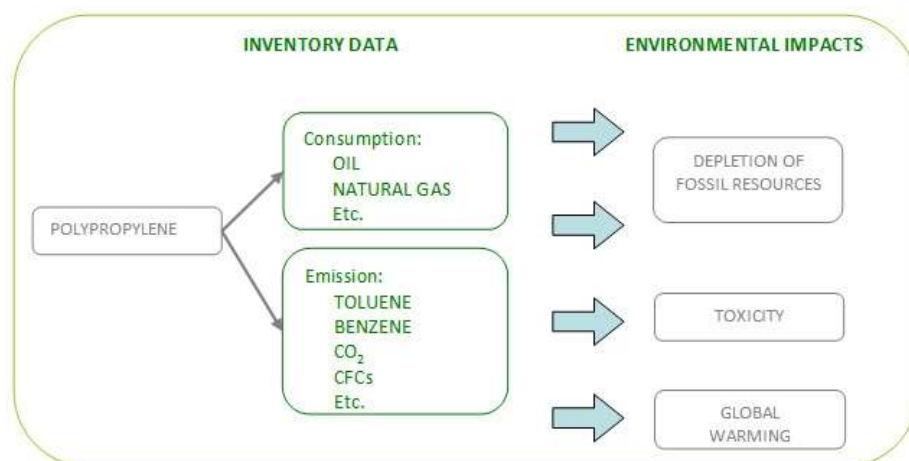 INVENTORY DATA
ENVIRONMENTAL IMPACTS
POLYPROPYLENE
Consumption:
OIL
NATURAL GAS
Etc.
Emission:
TOLUENE
BENZENE
CO₂
CFCs
Etc.
DEPLETION OF
FOSSIL RESOURCES
TOXICITY
GLOBAL
WARMING